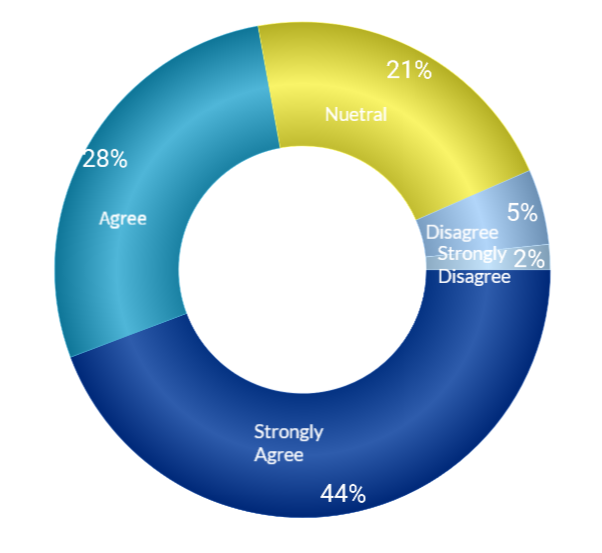 21%
Nuetral
28%
Agree
5%
Disagree
Strongly
Disagree
2%
Strongly
Agree
44%